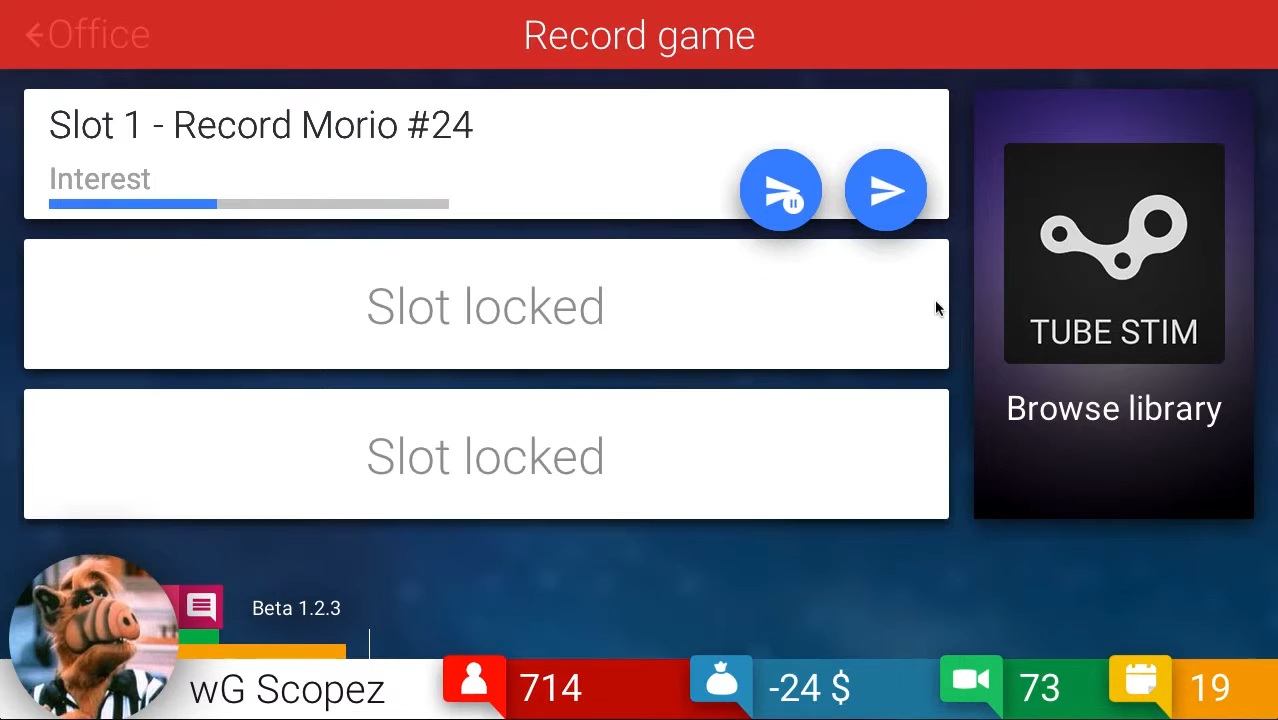 Office
Record game
Slot 1 - Record Morio #24
Interest
Slot locked
Slot locked
TUBE STIM
Browse library
Beta 1.2.3
wG Scopez
714
-24 $
73
19